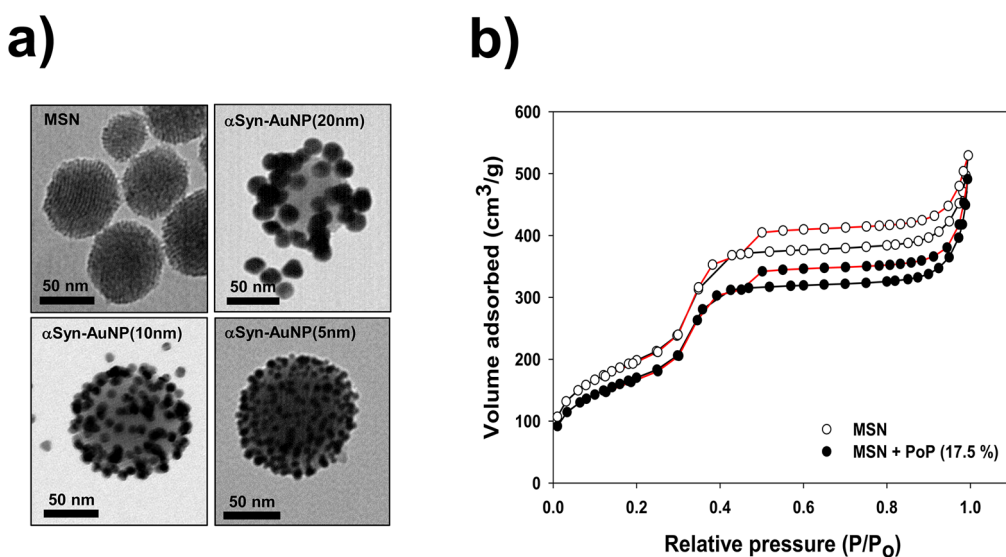 a)
MSN
50 nm
αSyn-AuNP(20nm)
50 nm
αSyn-AuNP(10nm)
50 nm
αSyn-AuNP(5nm)
50 nm
b)
Volume adsorbed (cm³/g)
600
500
400
300
200
100
0
MSN
MSN + PoP (17.5 %)
0.0 0.2 0.4 0.6 0.8 1.0
Relative pressure (P/Po)